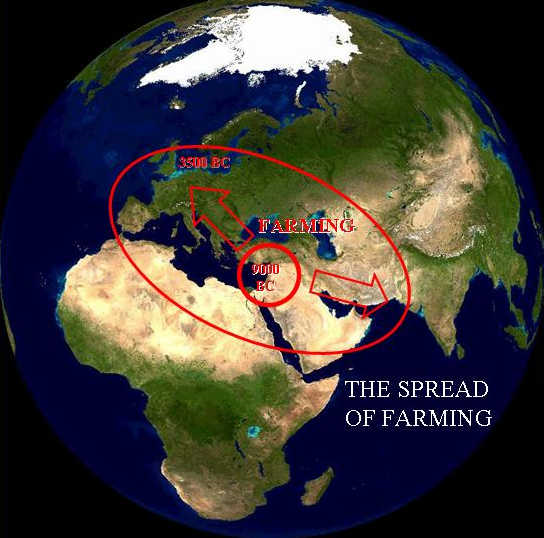 3500 BC
FARMING
9000
BC
THE SPREAD
OF FARMING